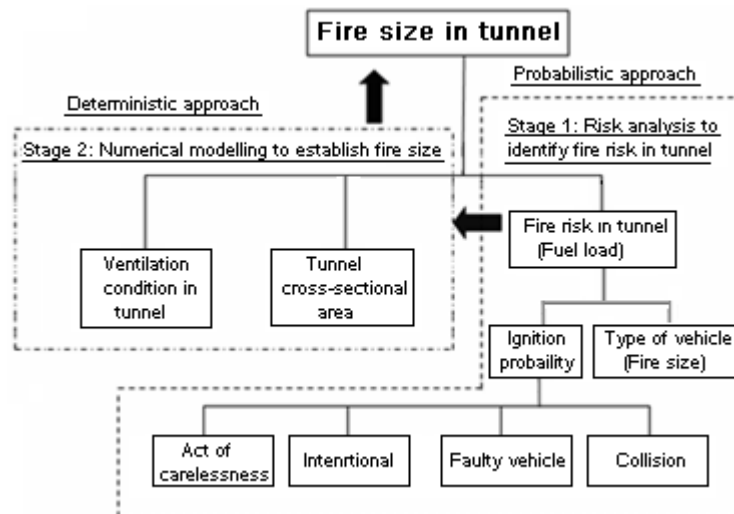 Fire size in tunnel
Probabilistic approach
Deterministic approach
Stage 1: Risk analysis to
identify fire risk in tunnel
Stage 2: Numerical modelling to establish fire size
Fire risk in tunnel
(Fuel load)
Ventilation
condition in
tunnel
Tunnel
cross-sectional
area
Ignition
probaility
Type of vehicle
(Fire size)
Act of
carelessness
Intenrtional
Faulty vehicle
Collision